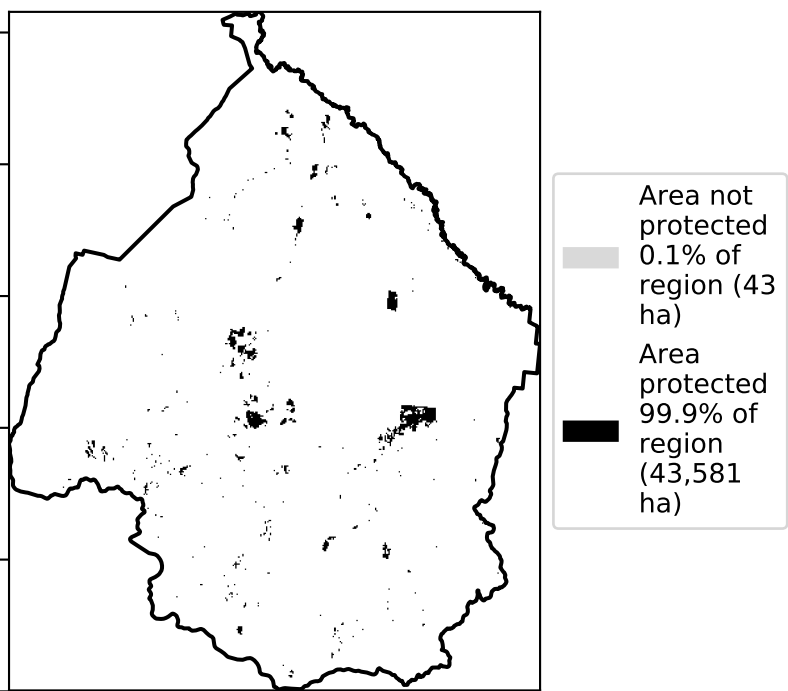 Area not
protected
0.1% of
region (43
ha)
Area
protected
99.9% of
region
(43,581
ha)